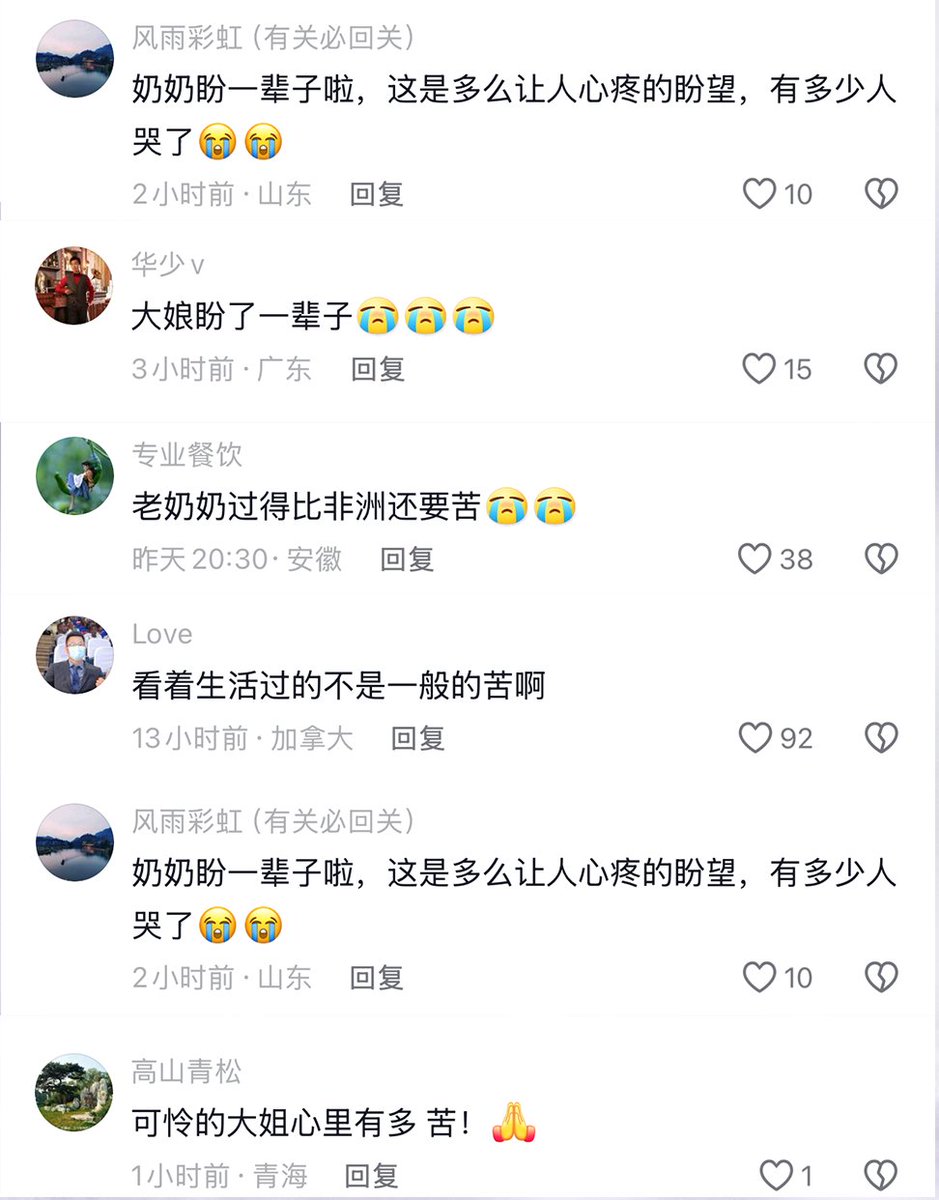 风雨彩虹（有关必回关）
奶奶盼一辈子啦，这是多么让人心疼的盼望，有多少人
哭了😭😭
2小时前·山东 回复 10
华少v
大娘盼了一辈子😭😭😭
3小时前·广东 回复 15
专业餐饮
老奶奶过得比非洲还要苦😭😭
昨天20:30·安徽 回复 38
Love
看着生活过的不是一般的苦啊
13小时前·加拿大 回复 92
风雨彩虹（有关必回关）
奶奶盼一辈子啦，这是多么让人心疼的盼望，有多少人
哭了😭😭
2小时前·山东 回复 10
高山青松
可怜的大姐心里有多 苦！🙏
1小时前·青海 回复 1